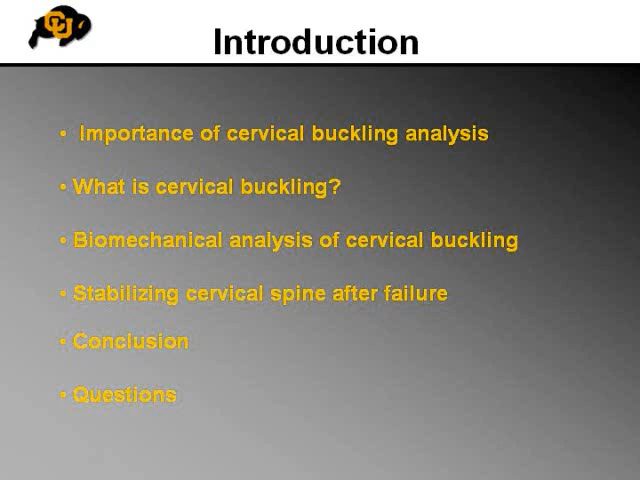 CU
Introduction
• Importance of cervical buckling analysis
• What is cervical buckling?
• Biomechanical analysis of cervical buckling
• Stabilizing cervical spine after failure
• Conclusion
• Questions